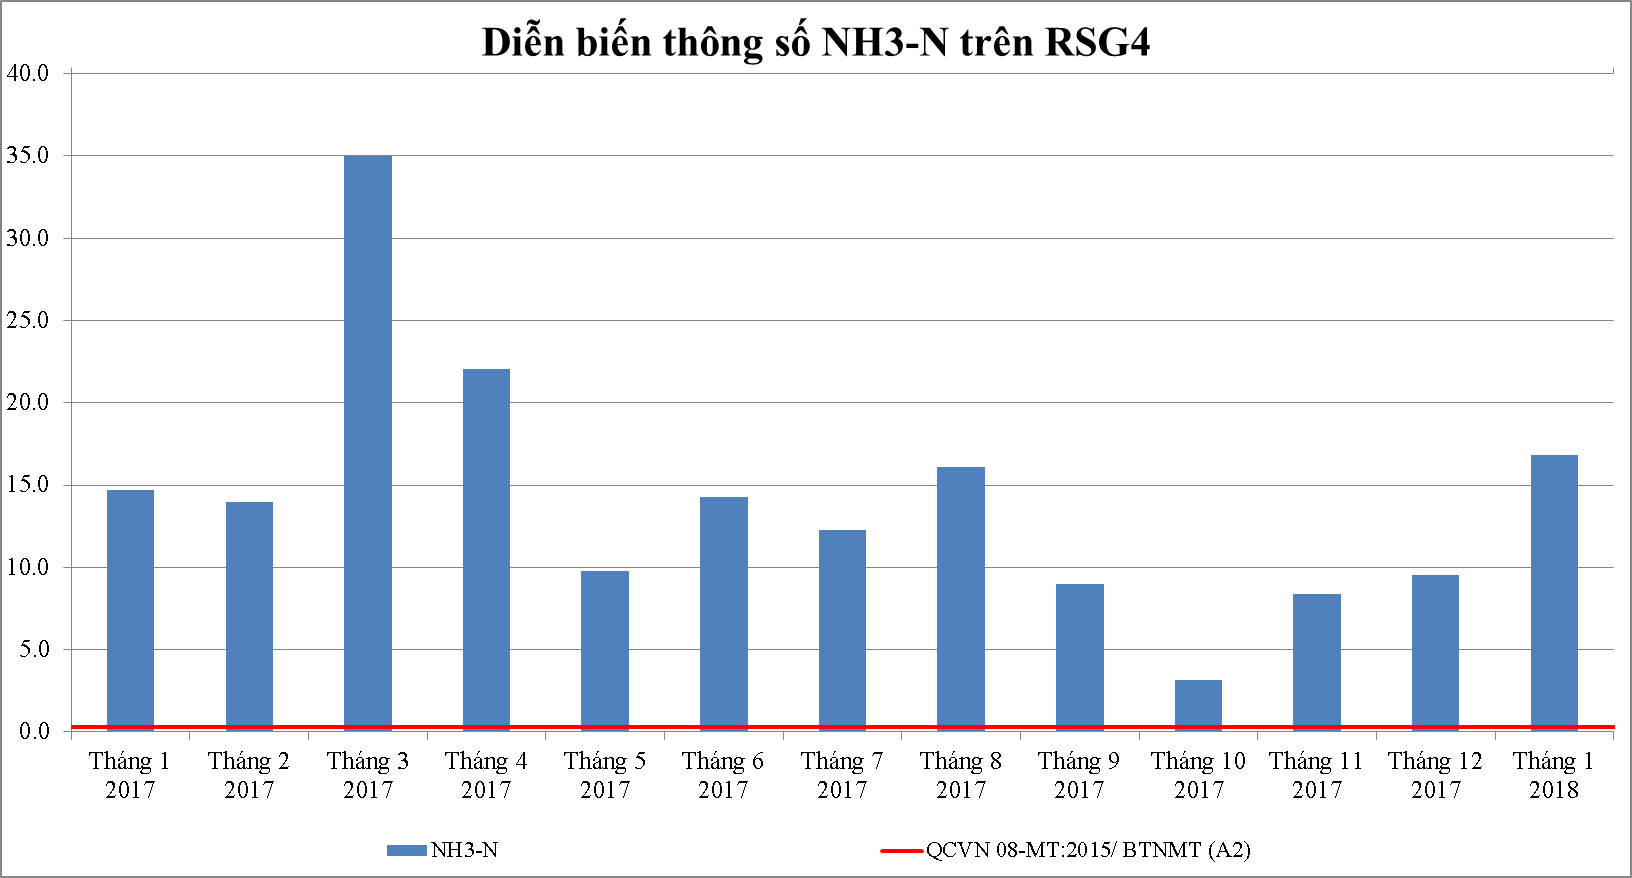 Diễn biến thông số NH3-N trên RSG4
40.0
35.0
30.0
25.0
20.0
15.0
10.0
5.0
0.0
Tháng 1 2017
Tháng 2 2017
Tháng 3 2017
Tháng 4 2017
Tháng 5 2017
Tháng 6 2017
Tháng 7 2017
Tháng 8 2017
Tháng 9 2017
Tháng 10 2017
Tháng 11 2017
Tháng 12 2017
Tháng 1 2018
NH3-N
QCVN 08-MT:2015/ BTNMT (A2)